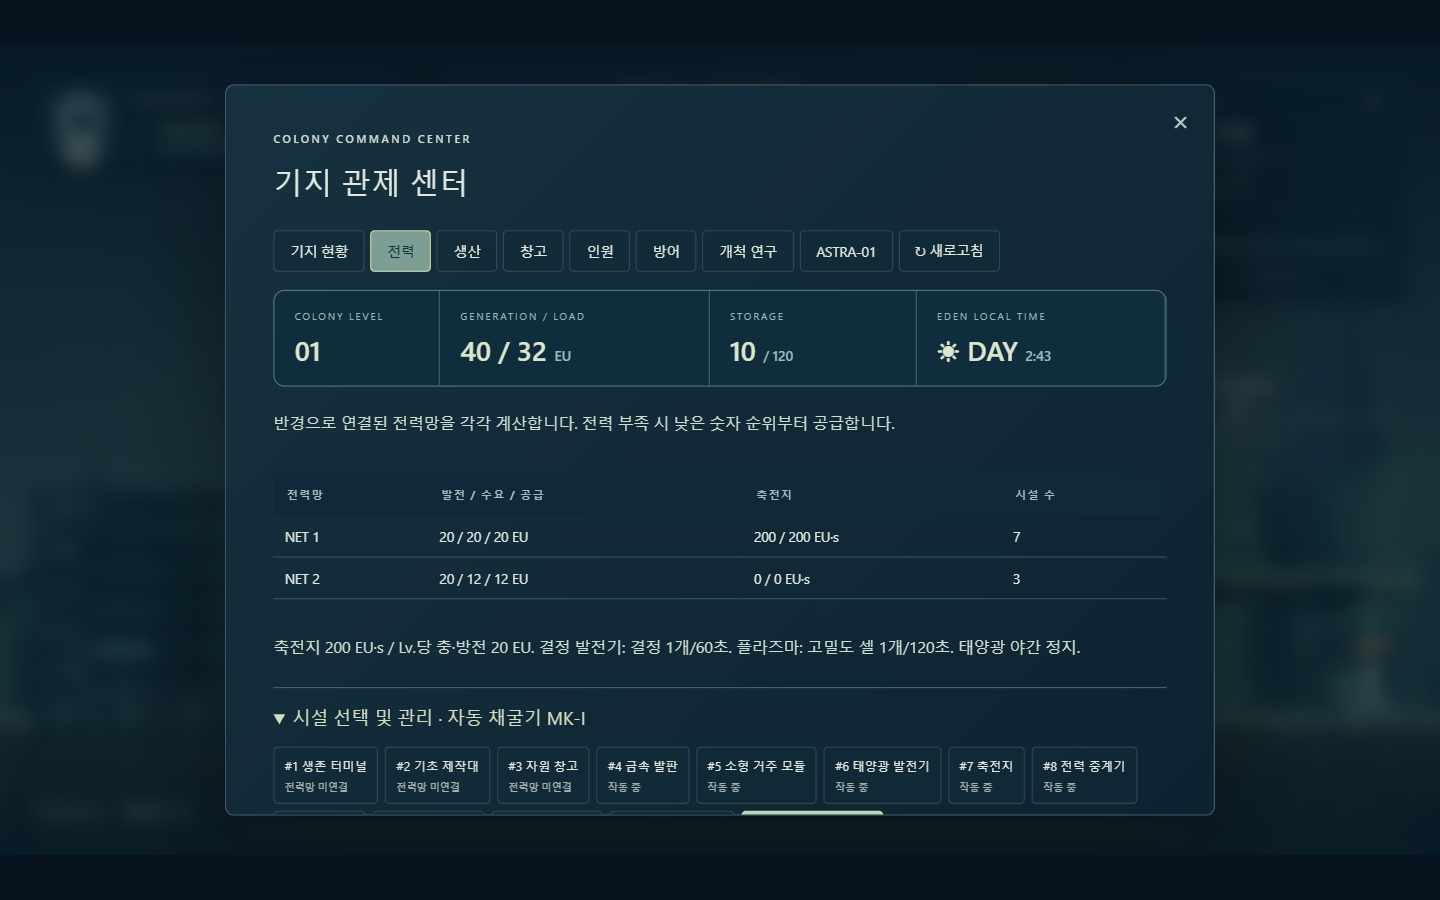 COLONY COMMAND CENTER
✕
기지 관제 센터
기지 현황 전력 생산 창고 인원 방어 개척 연구 ASTRA-01 ↻ 새로고침
COLONY LEVEL GENERATION / LOAD STORAGE EDEN LOCAL TIME
01 40 / 32 EU 10 / 120 ☀ DAY 2:43
반경으로 연결된 전력망을 각각 계산합니다. 전력 부족 시 낮은 숫자 순위부터 공급합니다.
전력망 발전 / 수요 / 공급 축전지 시설 수
NET 1 20 / 20 / 20 EU 200 / 200 EU·s 7
NET 2 20 / 12 / 12 EU 0 / 0 EU·s 3
축전지 200 EU·s / Lv.당 충·방전 20 EU. 결정 발전기: 결정 1개/60초. 플라즈마: 고밀도 셀 1개/120초. 태양광 야간 정지.
▼ 시설 선택 및 관리 · 자동 채굴기 MK-I
#1 생존 터미널 #2 기초 제작대 #3 자원 창고 #4 금속 발판 #5 소형 거주 모듈 #6 태양광 발전기 #7 축전지 #8 전력 중계기
전력망 미연결 전력망 미연결 전력망 미연결 작동 중 작동 중 작동 중 작동 중 작동 중